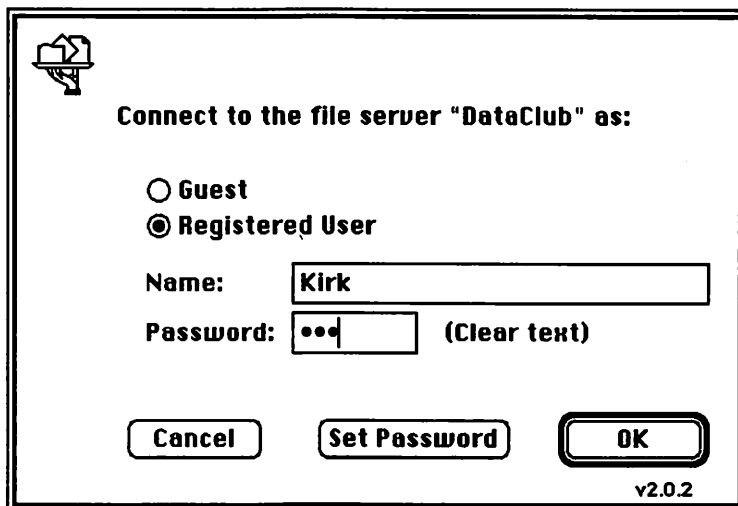 Connect to the file server "DataClub" as:
Guest
Registered User
Name: Kirk
Password: ••• (Clear text)
Cancel Set Password OK
v2.0.2